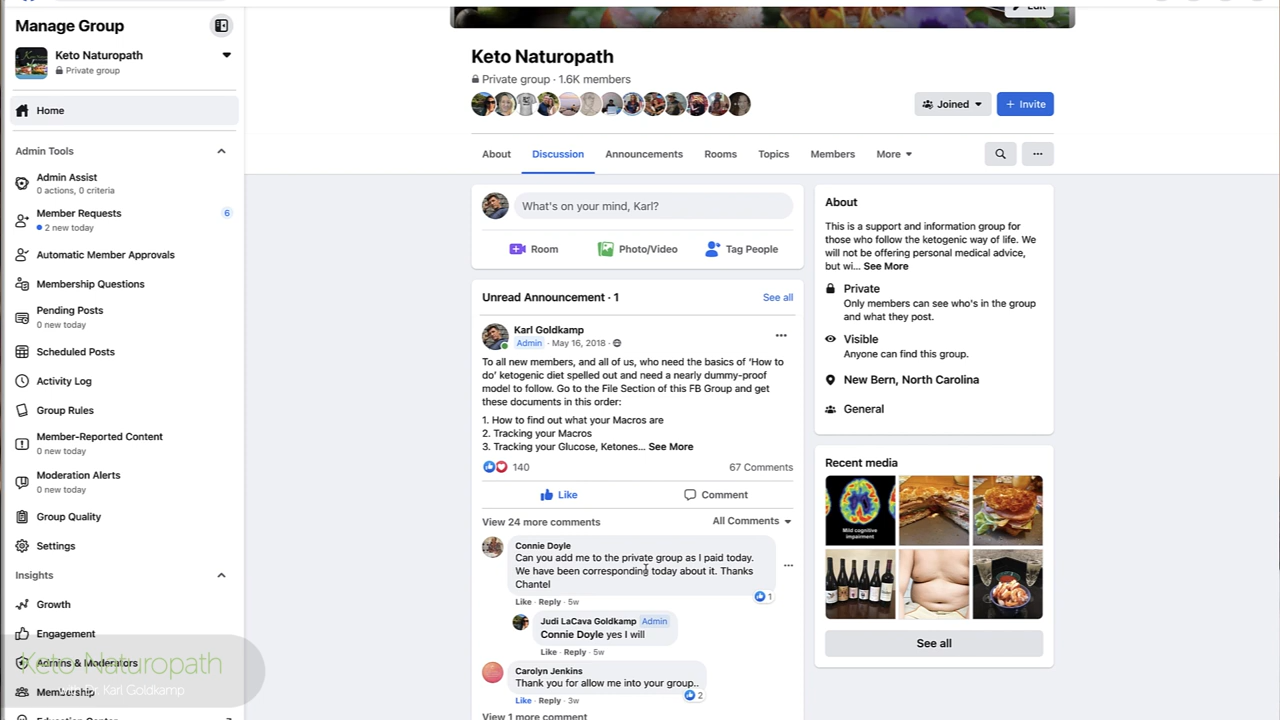 Manage Group
Keto Naturopath
Private group
Home
Admin Tools
Admin Assist
0 actions, 0 criteria
Member Requests
6
2 new today
Automatic Member Approvals
Membership Questions
Pending Posts
0 new today
Scheduled Posts
Activity Log
Group Rules
Member-Reported Content
0 new today
Moderation Alerts
0 new today
Group Quality
Settings
Insights
Growth
Engagement
Admins & Moderators
Membership
Keto Naturopath
with Dr. Karl Goldkamp
Education Center
Edit
Keto Naturopath
Private group · 1.6K members
Joined
+ Invite
About
Discussion
Announcements
Rooms
Topics
Members
More
What's on your mind, Karl?
Room
Photo/Video
Tag People
Unread Announcement · 1
See all
Karl Goldkamp
Admin · May 16, 2018 ·
To all new members, and all of us, who need the basics of ‘How to
do’ ketogenic diet spelled out and need a nearly dummy-proof
model to follow. Go to the File Section of this FB Group and get
these documents in this order:
1. How to find out what your Macros are
2. Tracking your Macros
3. Tracking your Glucose, Ketones... See More
140
67 Comments
Like
Comment
View 24 more comments
All Comments
Connie Doyle
Can you add me to the private group as I paid today.
We have been corresponding today about it. Thanks
Chantel
1
Like · Reply · 5w
Judi LaCava Goldkamp Admin
Connie Doyle yes I will
Like · Reply · 5w
Carolyn Jenkins
Thank you for allow me into your group..
2
Like · Reply · 3w
View 1 more comment
About
This is a support and information group for
those who follow the ketogenic way of life. We
will not be offering personal medical advice,
but wi... See More
Private
Only members can see who's in the group
and what they post.
Visible
Anyone can find this group.
New Bern, North Carolina
General
Recent media
Mild cognitive
impairment
See all